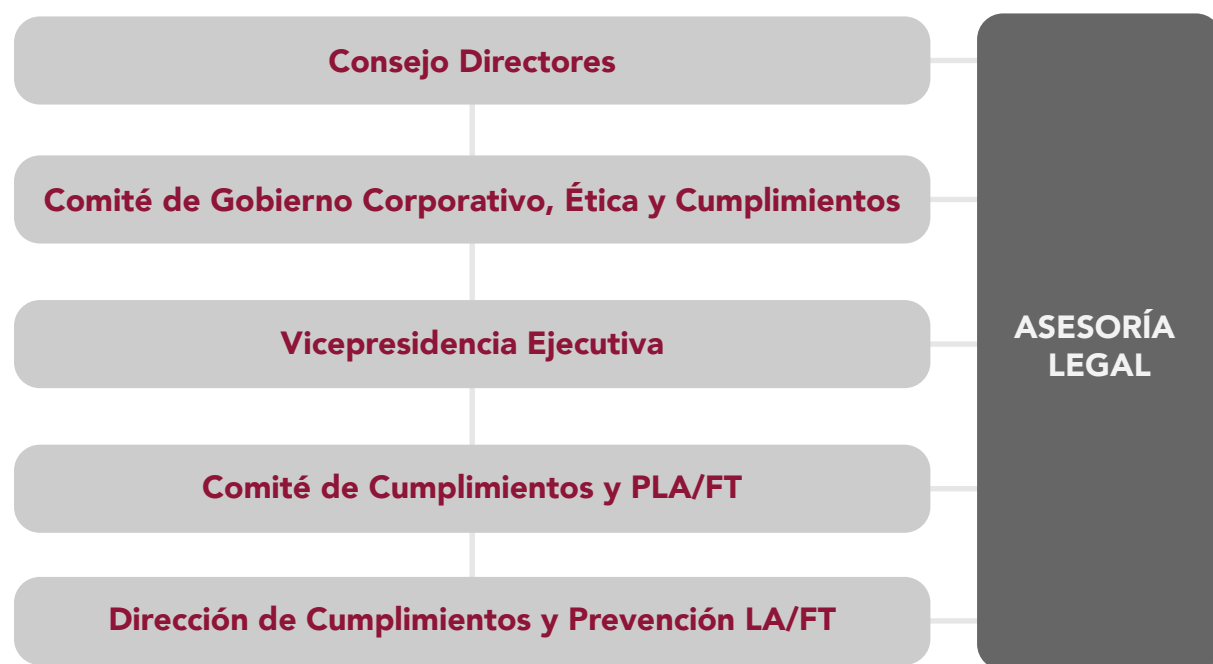 Consejo Directores
Comité de Gobierno Corporativo, Ética y Cumplimientos
Vicepresidencia Ejecutiva
Comité de Cumplimientos y PLA/FT
Dirección de Cumplimientos y Prevención LA/FT
ASESORÍA
LEGAL